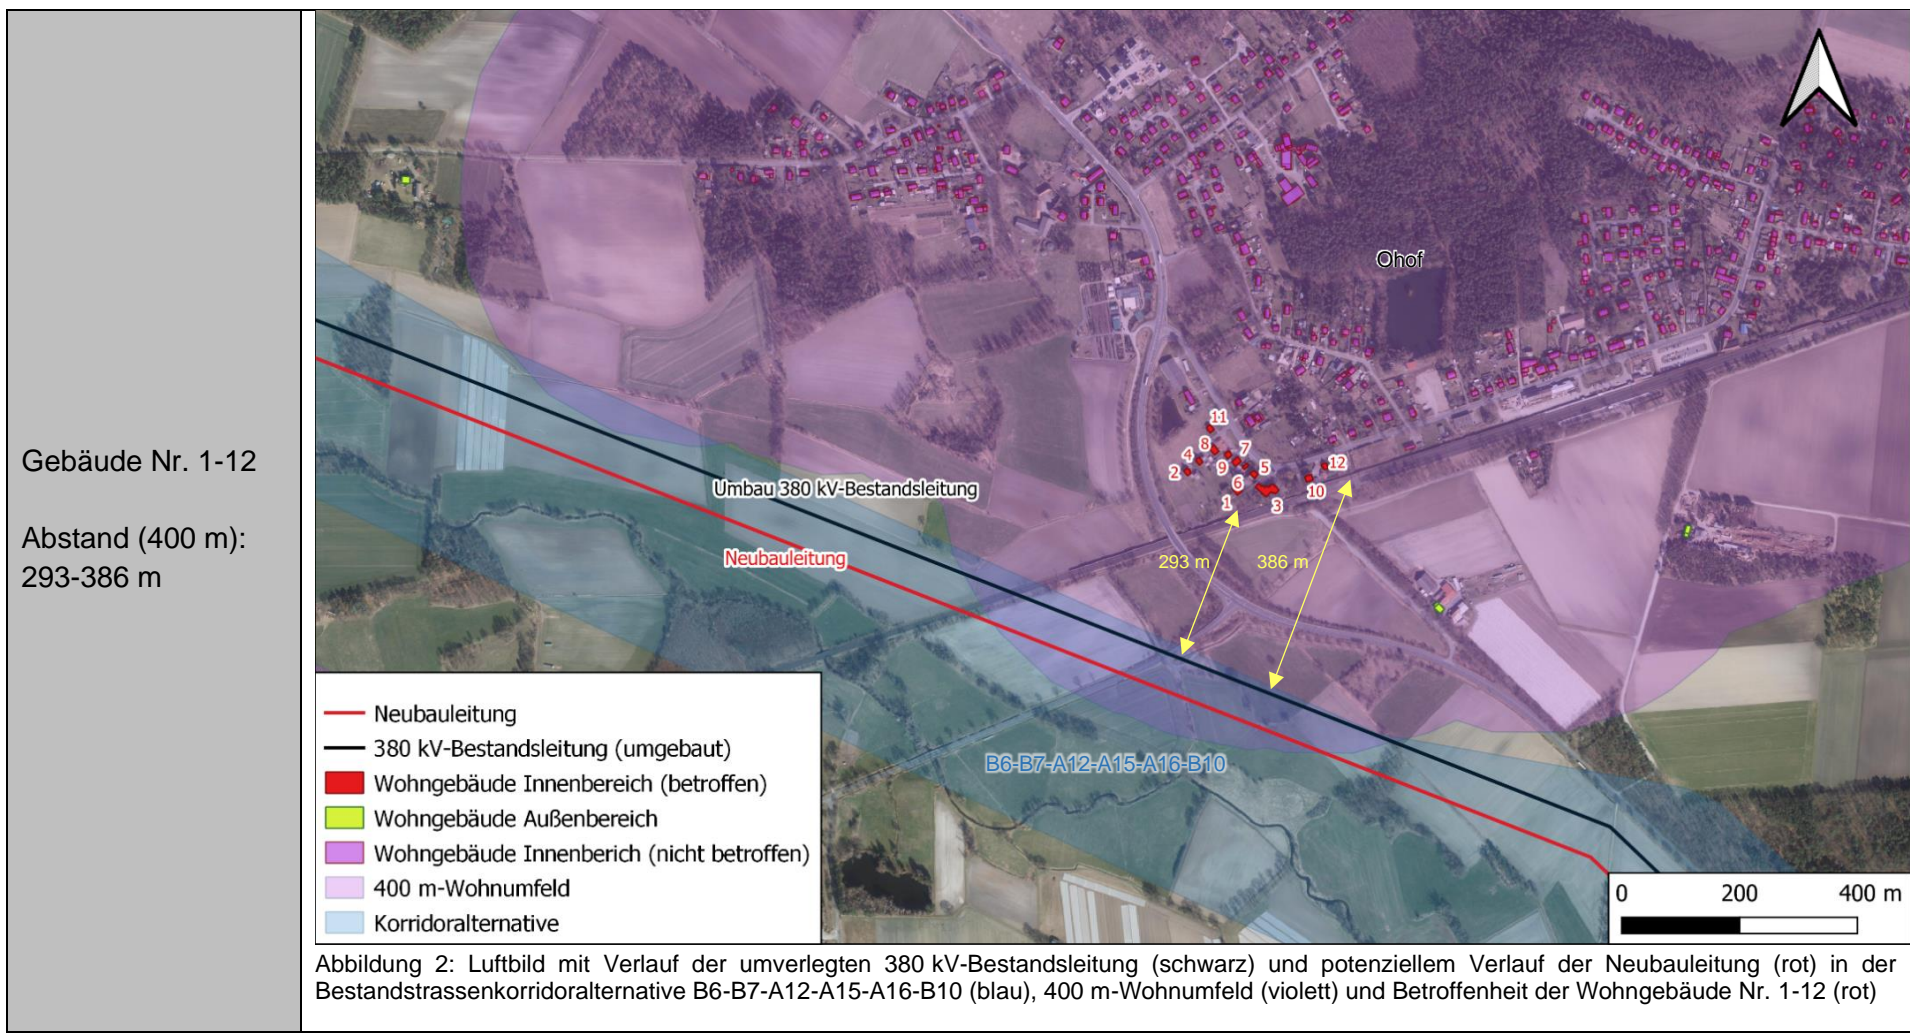 Gebäude Nr. 1-12
Abstand (400 m):
293-386 m
Ohof
11
8
7
4
2
9
5
6
12
1
3
10
Umbau 380 kV-Bestandsleitung
Neubauleitung
293 m
386 m
B6-B7-A12-A15-A16-B10
Neubauleitung
380 kV-Bestandsleitung (umgebaut)
Wohngebäude Innenbereich (betroffen)
Wohngebäude Außenbereich
Wohngebäude Innenberich (nicht betroffen)
400 m-Wohnumfeld
Korridoralternative
0 200 400 m
Abbildung 2: Luftbild mit Verlauf der umverlegten 380 kV-Bestandsleitung (schwarz) und potenziellem Verlauf der Neubauleitung (rot) in der
Bestandstrassenkorridoralternative B6-B7-A12-A15-A16-B10 (blau), 400 m-Wohnumfeld (violett) und Betroffenheit der Wohngebäude Nr. 1-12 (rot)